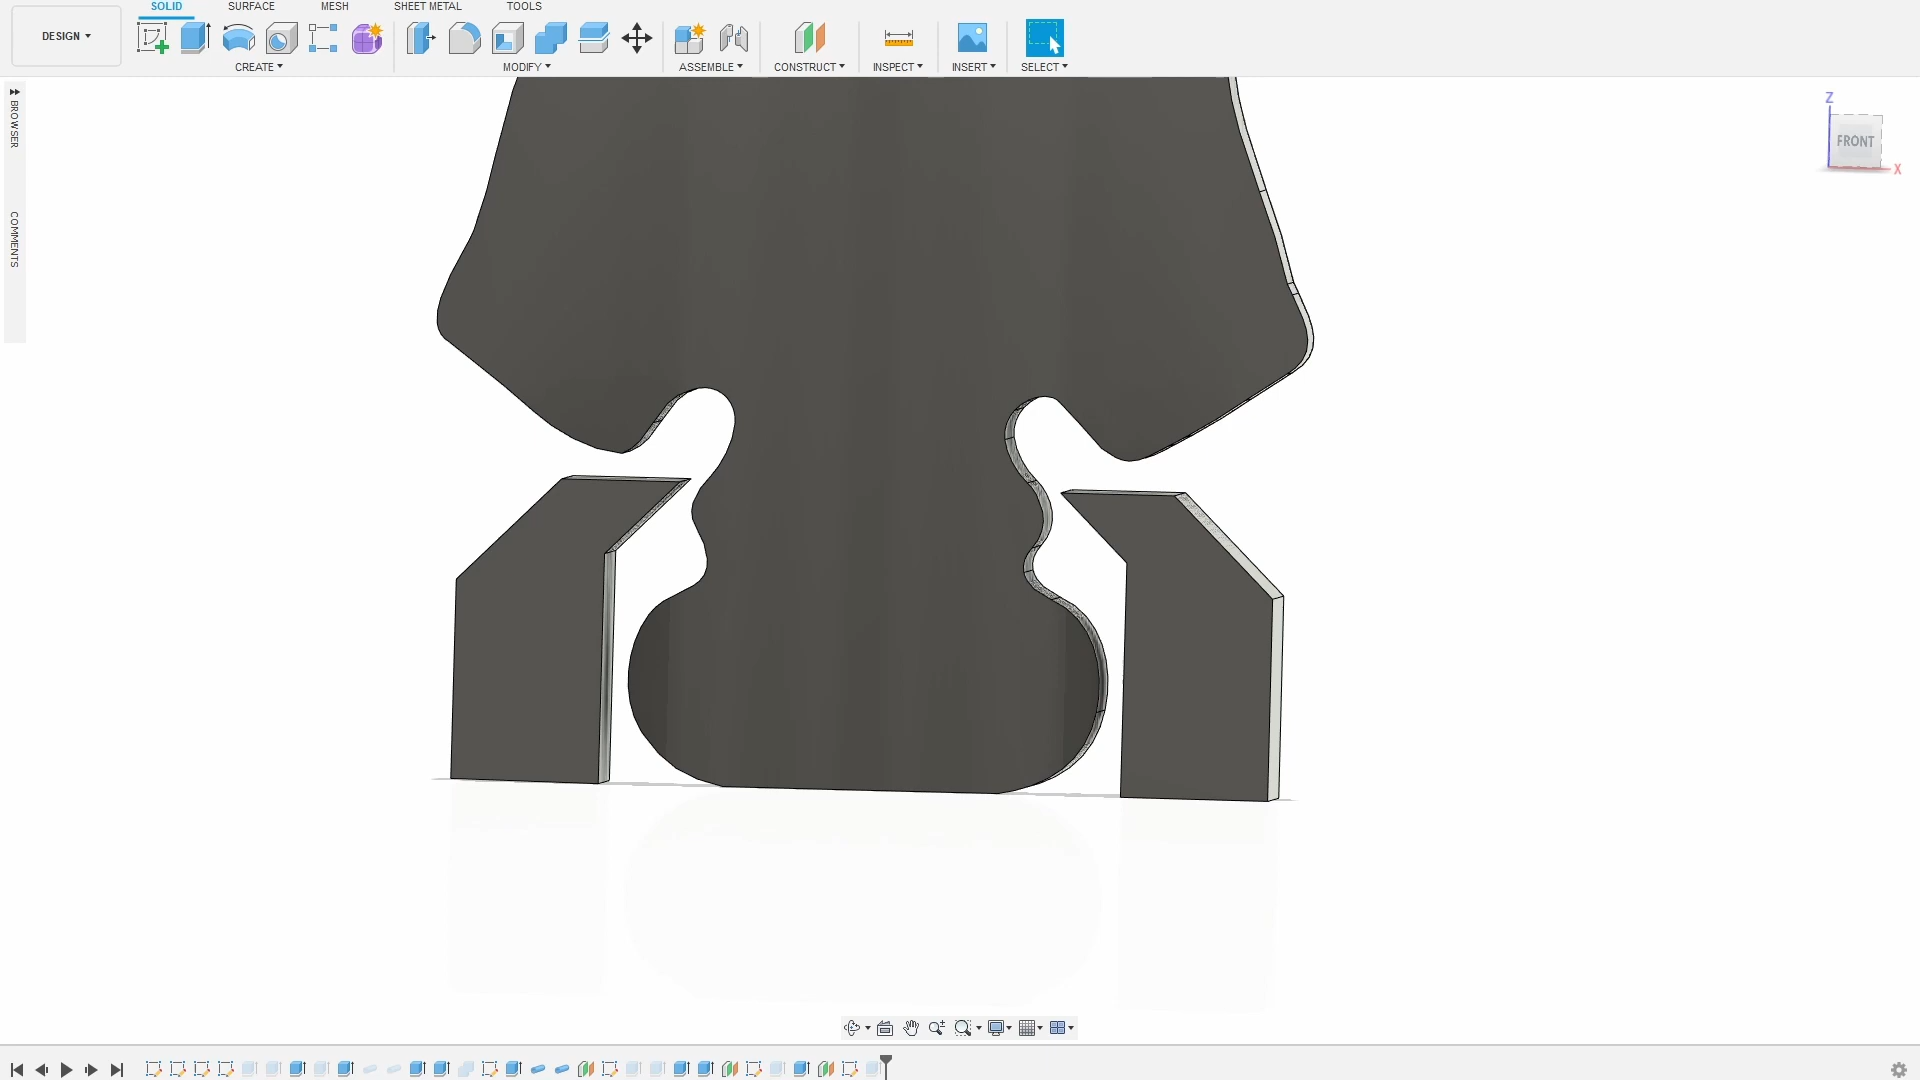 SOLID SURFACE MESH SHEET METAL TOOLS
DESIGN
CREATE MODIFY ASSEMBLE CONSTRUCT INSPECT INSERT SELECT
BROWSER
COMMENTS
Z
FRONT
X